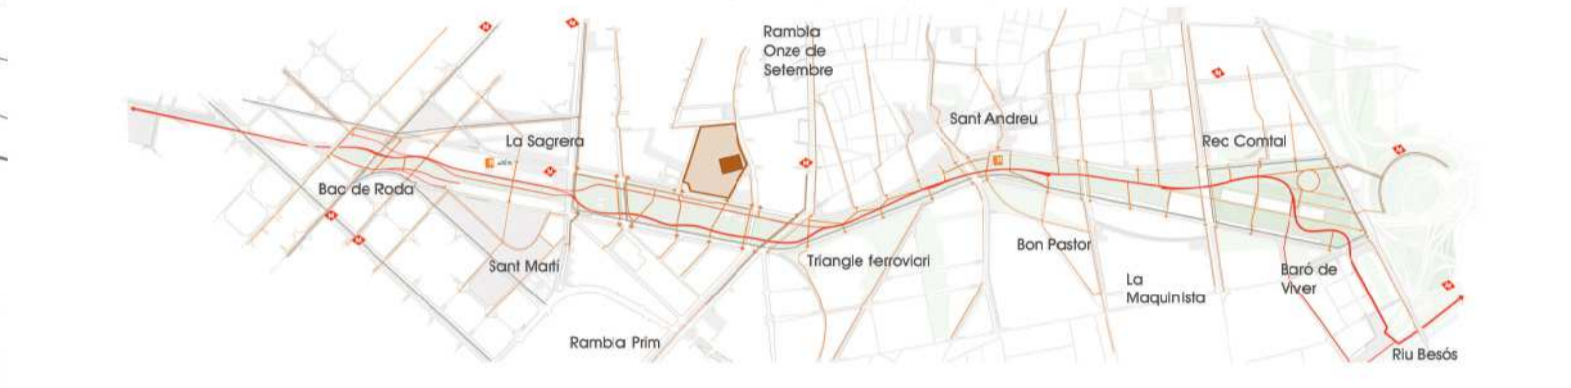 Rambla
Onze de
Setembre
Sant Andreu
La Sagrera
Rec Comtal
Bac de Roda
Bon Pastor
Triangle ferroviari
Sant Martí
La
Maquinista
Baró de
Viver
Rambla Prim
Riu Besós